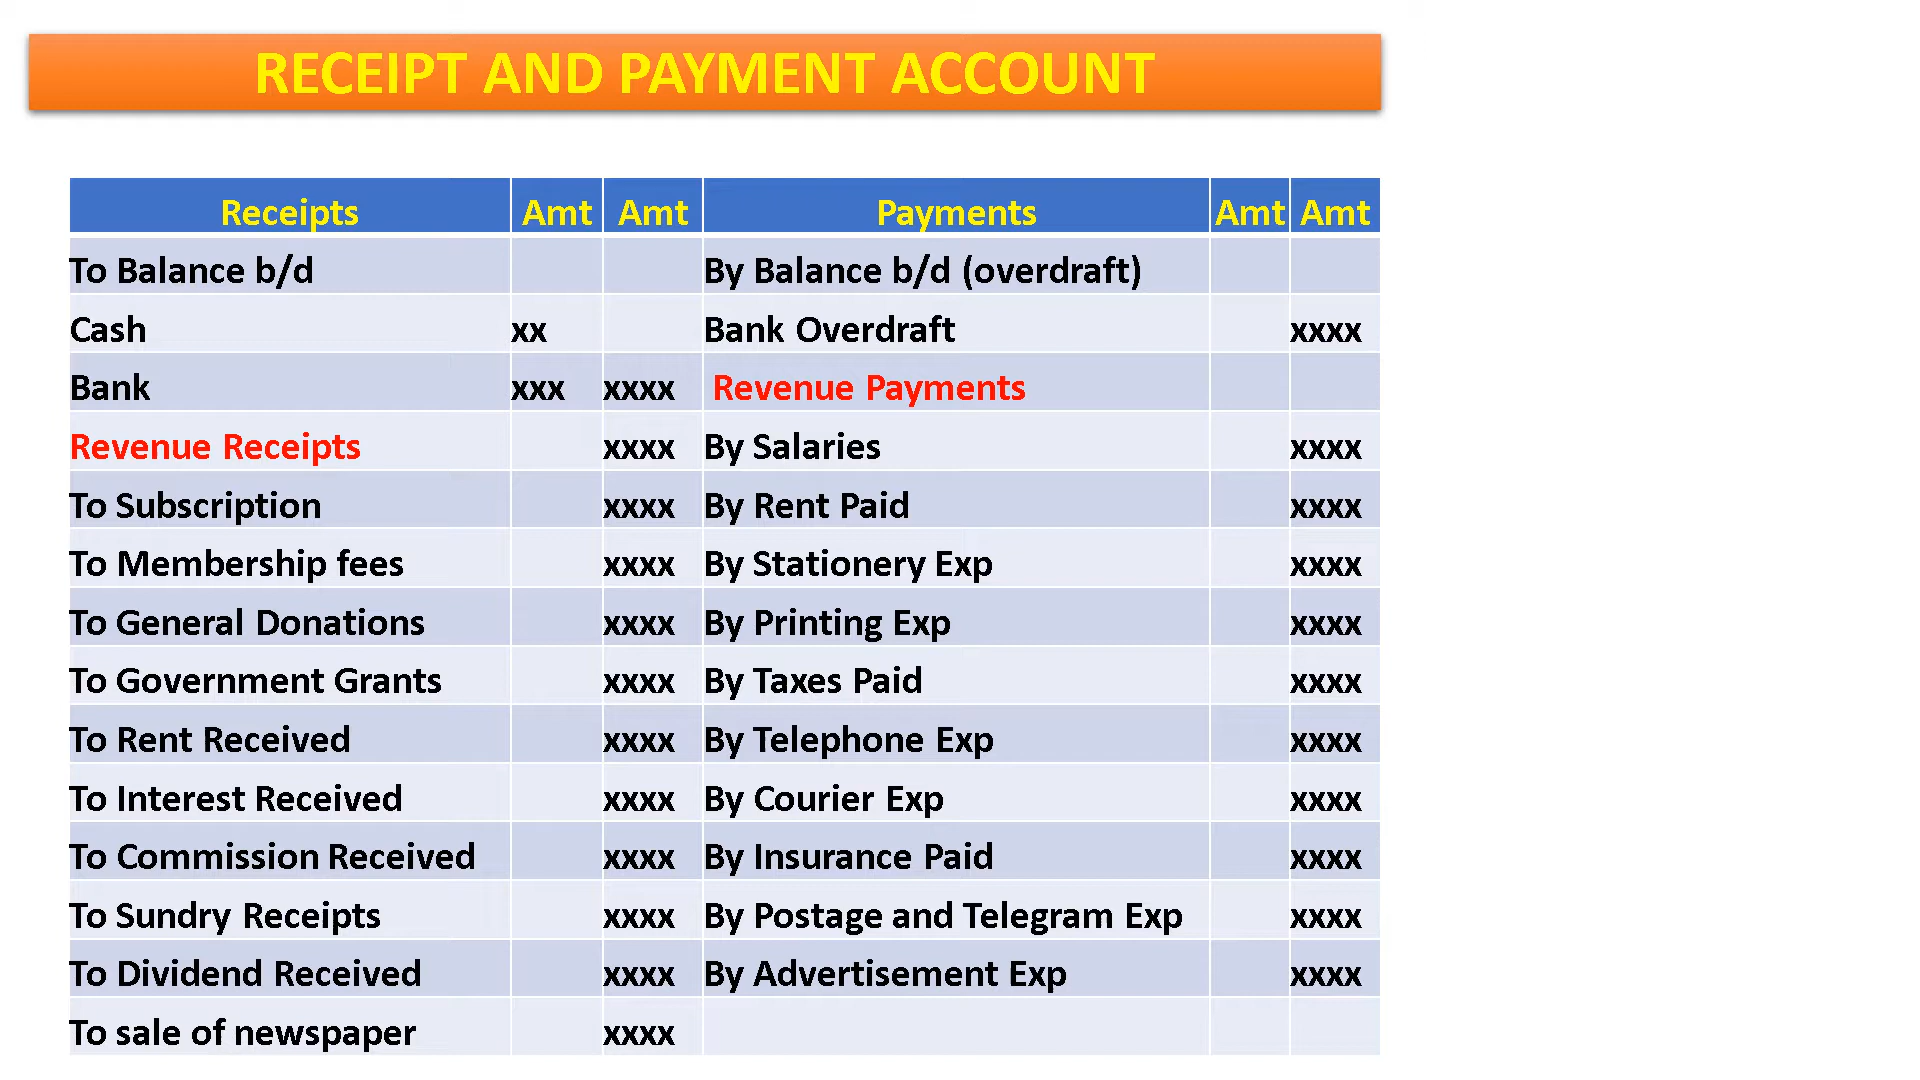 RECEIPT AND PAYMENT ACCOUNT
Receipts Amt Amt Payments Amt Amt
To Balance b/d By Balance b/d (overdraft)
Cash xx Bank Overdraft xxxx
Bank xxx xxxx Revenue Payments
Revenue Receipts xxxx By Salaries xxxx
To Subscription xxxx By Rent Paid xxxx
To Membership fees xxxx By Stationery Exp xxxx
To General Donations xxxx By Printing Exp xxxx
To Government Grants xxxx By Taxes Paid xxxx
To Rent Received xxxx By Telephone Exp xxxx
To Interest Received xxxx By Courier Exp xxxx
To Commission Received xxxx By Insurance Paid xxxx
To Sundry Receipts xxxx By Postage and Telegram Exp xxxx
To Dividend Received xxxx By Advertisement Exp xxxx
To sale of newspaper xxxx